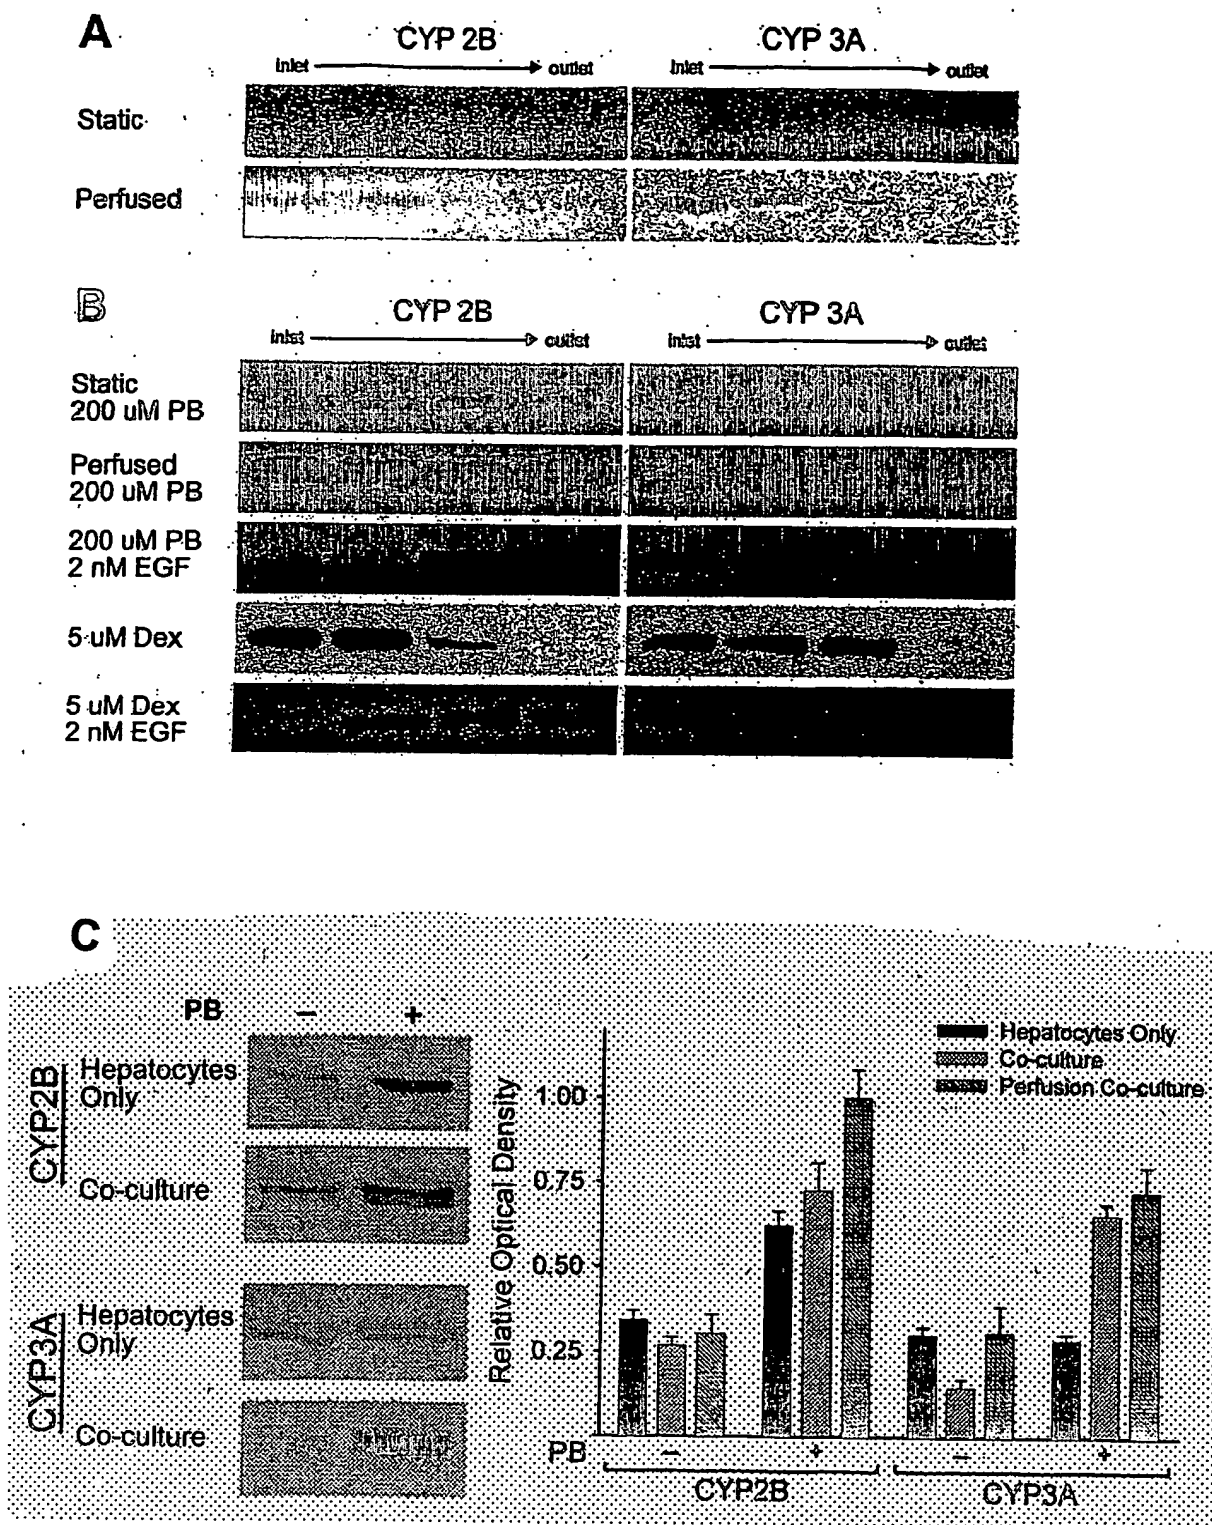 A
CYP 2B
CYP 3A
inlet
outlet
inlet
outlet
Static
Perfused
B
CYP 2B
CYP 3A
inlet
outlet
inlet
outlet
Static
200 uM PB
Perfused
200 uM PB
200 uM PB
2 nM EGF
5 uM Dex
5 uM Dex
2 nM EGF
C
PB
–
+
CYP2B
Hepatocytes
Only
Co-culture
CYP3A
Hepatocytes
Only
Co-culture
Relative Optical Density
1.00
0.75
0.50
0.25
Hepatocytes Only
Co-culture
Perfusion Co-culture
PB
–
+
–
+
CYP2B
CYP3A